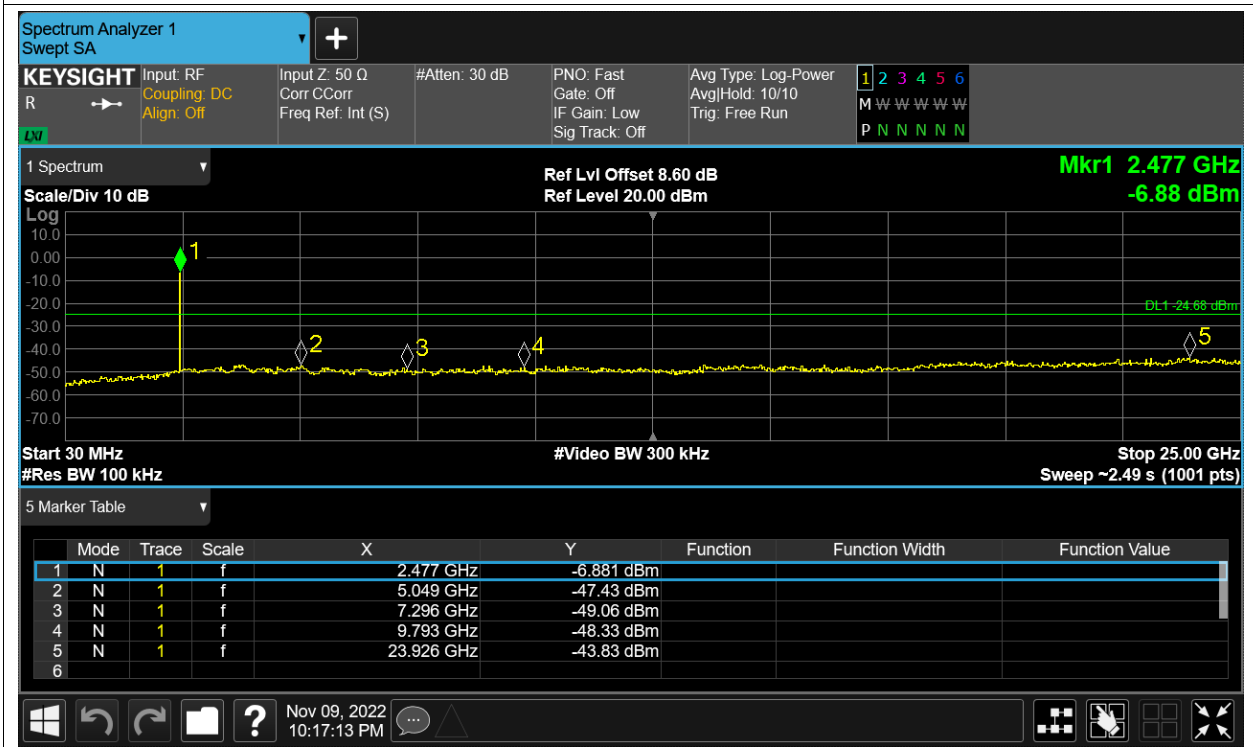 Spectrum Analyzer 1
Swept SA
+
KEYSIGHT Input: RF Input Z: 50 Ω #Atten: 30 dB PNO: Fast Avg Type: Log-Power 1 2 3 4 5 6
R Coupling: DC Corr CCorr Gate: Off Avg|Hold: 10/10 M W W W W W
Align: Off Freq Ref: Int (S) IF Gain: Low Trig: Free Run
LXI Sig Track: Off P N N N N N
1 Spectrum
Ref Lvl Offset 8.60 dB Mkr1 2.477 GHz
Scale/Div 10 dB Ref Level 20.00 dBm -6.88 dBm
Log
10.0
0.00
-10.0
-20.0
-30.0
-40.0
-50.0
-60.0
-70.0
1
DL1 -24.68 dBm
2
3
4
5
Start 30 MHz #Video BW 300 kHz Stop 25.00 GHz
#Res BW 100 kHz Sweep ~2.49 s (1001 pts)
5 Marker Table
Mode Trace Scale X Y Function Function Width Function Value
1 N 1 f 2.477 GHz -6.881 dBm
2 N 1 f 5.049 GHz -47.43 dBm
3 N 1 f 7.296 GHz -49.06 dBm
4 N 1 f 9.793 GHz -48.33 dBm
5 N 1 f 23.926 GHz -43.83 dBm
6
? Nov 09, 2022
10:17:13 PM